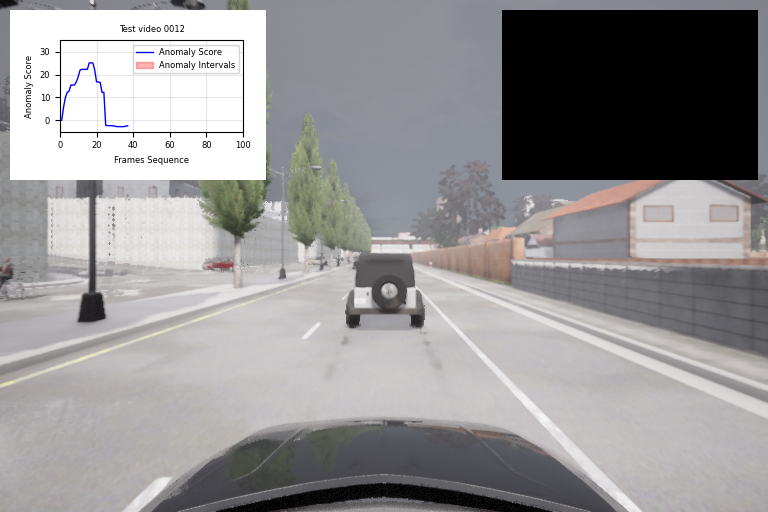 Test video 0012
Anomaly Score
Anomaly Intervals
Anomaly Score
30
20
10
0
0 20 40 60 80 100
Frames Sequence